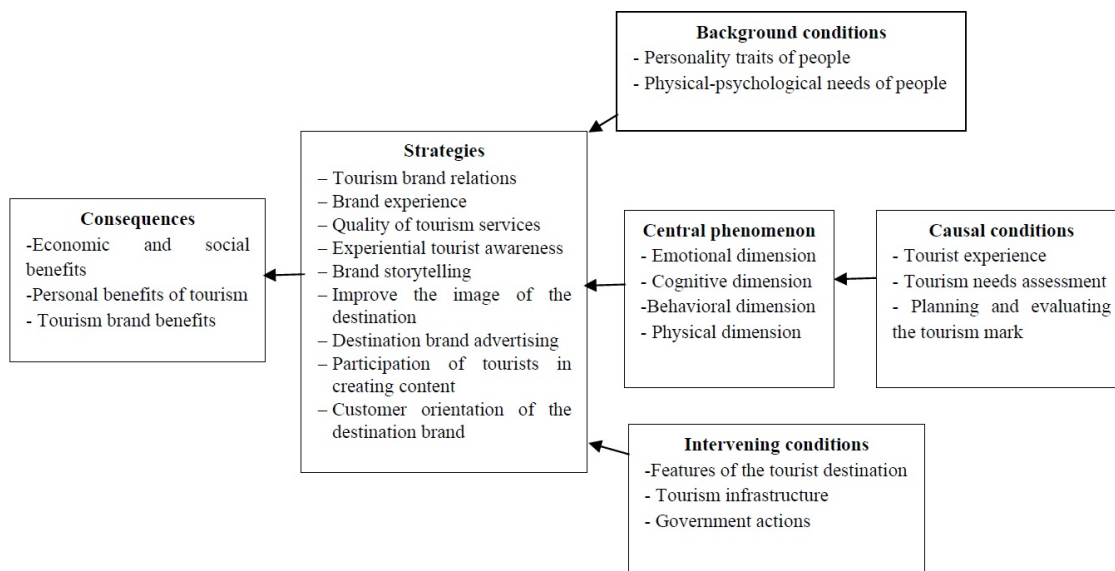 Background conditions
- Personality traits of people
- Physical-psychological needs of people
Strategies
– Tourism brand relations
– Brand experience
– Quality of tourism services
– Experiential tourist awareness
– Brand storytelling
– Improve the image of the
destination
– Destination brand advertising
– Participation of tourists in
creating content
– Customer orientation of the
destination brand
Consequences
-Economic and social
benefits
-Personal benefits of tourism
- Tourism brand benefits
Central phenomenon
- Emotional dimension
- Cognitive dimension
-Behavioral dimension
- Physical dimension
Causal conditions
- Tourist experience
- Tourism needs assessment
- Planning and evaluating
the tourism mark
Intervening conditions
-Features of the tourist destination
- Tourism infrastructure
- Government actions